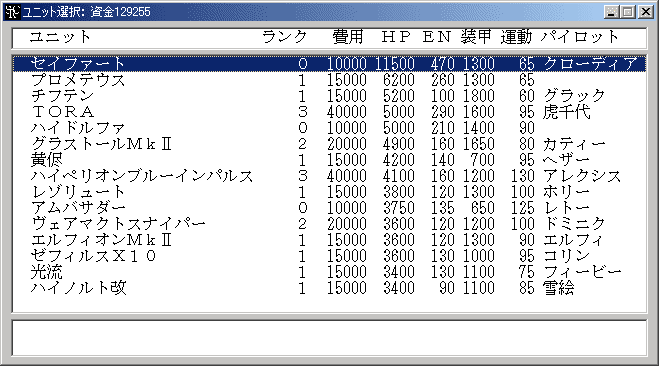 SRC ユニット選択: 資金129255
ユニット ランク 費用 ＨＰ ＥＮ 装甲 運動 パイロット
セイファート 0 10000 11500 470 1300 65 クローディア
プロメテウス 1 15000 6200 260 1300 65
チフテン 1 15000 5200 100 1800 60 グラック
ＴＯＲＡ 3 40000 5000 290 1600 95 虎千代
ハイドルファ 0 10000 5000 210 1400 90
グラストールＭｋⅡ 2 20000 4900 160 1650 80 カティー
黄偃 1 15000 4200 140 700 95 ヘザー
ハイペリオンブルーインパルス 3 40000 4100 160 1200 130 アレクシス
レゾリュート 1 15000 3800 120 1300 100 ホリー
アムバサダー 0 10000 3750 135 650 125 レトー
ヴェアマクトスナイパー 2 20000 3600 120 1200 100 ドミニク
エルフィオンＭｋⅡ 1 15000 3600 120 1300 90 エルフィ
ゼフィルスＸ１０ 1 15000 3600 130 1000 95 コリン
光流 1 15000 3400 130 1100 75 フィービー
ハイノルト改 1 15000 3400 90 1100 85 雪絵